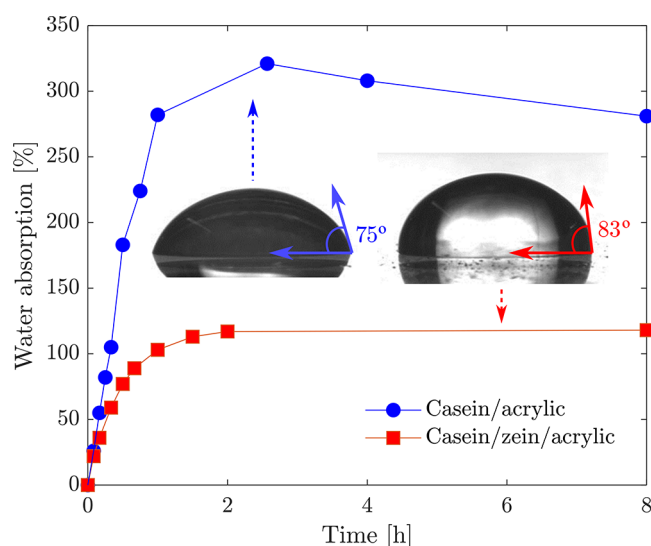 350
300
250
200
150
100
50
0
Water absorption [%]
75º
83º
Casein/acrylic
Casein/zein/acrylic
0 2 4 6 8
Time [h]